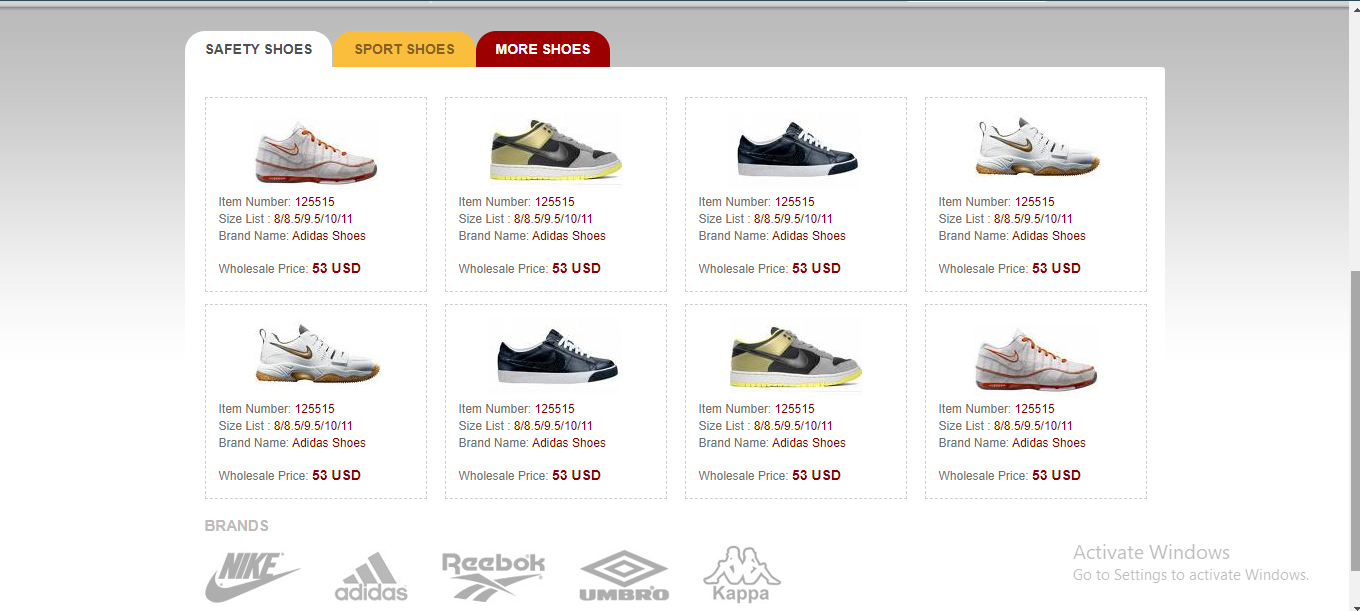 SAFETY SHOES
SPORT SHOES
MORE SHOES
Item Number: 125515
Size List : 8/8.5/9.5/10/11
Brand Name: Adidas Shoes
Wholesale Price: 53 USD
Item Number: 125515
Size List : 8/8.5/9.5/10/11
Brand Name: Adidas Shoes
Wholesale Price: 53 USD
Item Number: 125515
Size List : 8/8.5/9.5/10/11
Brand Name: Adidas Shoes
Wholesale Price: 53 USD
Item Number: 125515
Size List : 8/8.5/9.5/10/11
Brand Name: Adidas Shoes
Wholesale Price: 53 USD
Item Number: 125515
Size List : 8/8.5/9.5/10/11
Brand Name: Adidas Shoes
Wholesale Price: 53 USD
Item Number: 125515
Size List : 8/8.5/9.5/10/11
Brand Name: Adidas Shoes
Wholesale Price: 53 USD
Item Number: 125515
Size List : 8/8.5/9.5/10/11
Brand Name: Adidas Shoes
Wholesale Price: 53 USD
Item Number: 125515
Size List : 8/8.5/9.5/10/11
Brand Name: Adidas Shoes
Wholesale Price: 53 USD
BRANDS
NIKE
adidas
Reebok
UMBRO
Kappa
Activate Windows
Go to Settings to activate Windows.